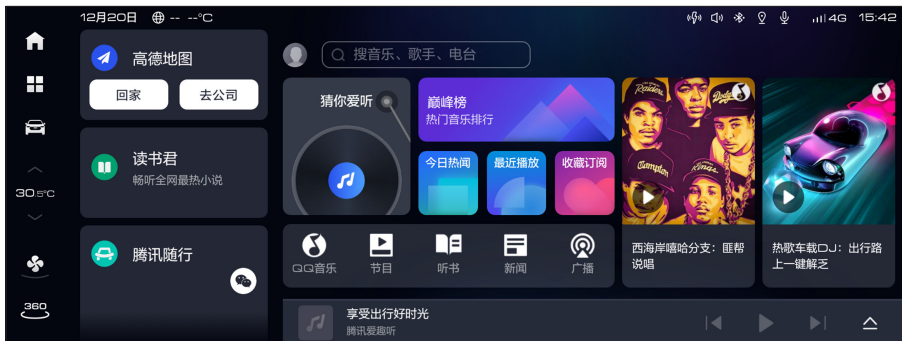 12月20日 -- --°C
4G 15:42
30.5°C
360
高德地图
回家 去公司
读书君
畅听全网最热小说
腾讯随行
搜音乐、歌手、电台
猜你爱听
巅峰榜
热门音乐排行
今日热闻 最近播放 收藏订阅
QQ音乐 节目 听书 新闻 广播
Raiders
Dodgers
Compton
Kings
西海岸嘻哈分支：匪帮
说唱
热歌车载DJ：出行路
上一键解乏
享受出行好时光
腾讯爱趣听